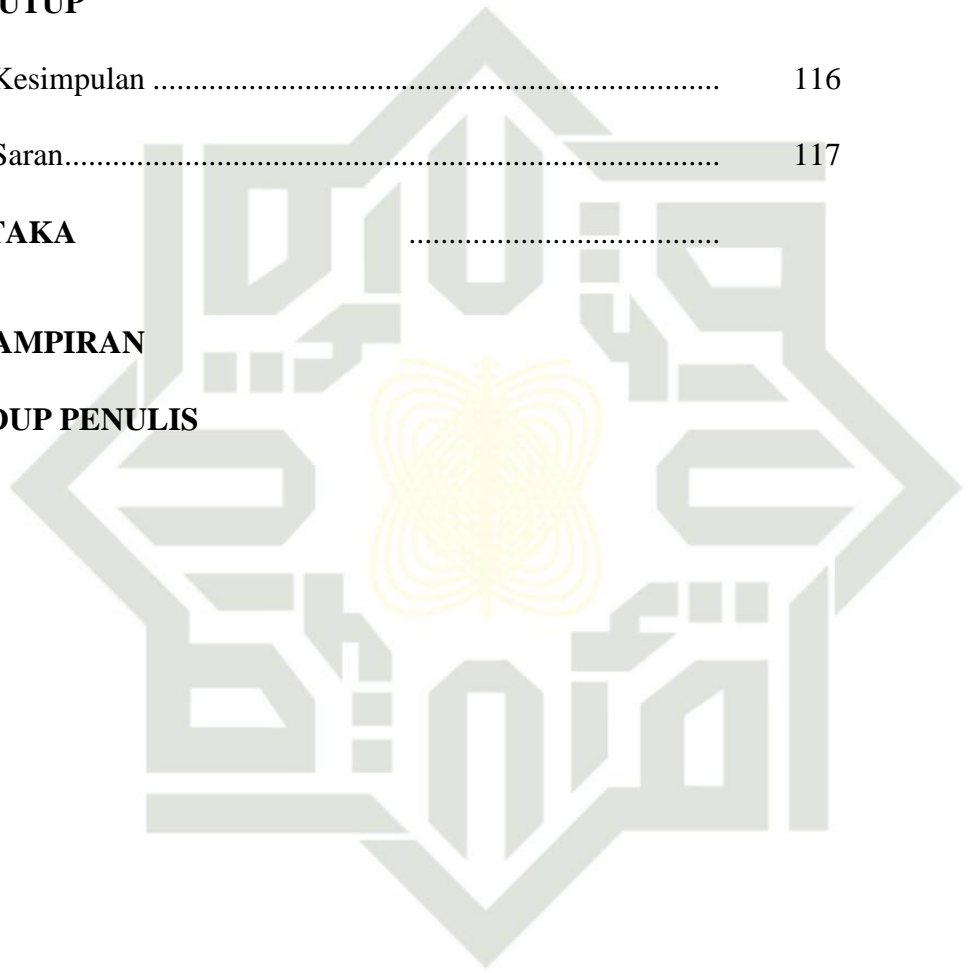 UTUP
Kesimpulan ....................................................................... 116
Saran.................................................................................. 117
TAKA .......................................
AMPIRAN
DUP PENULIS